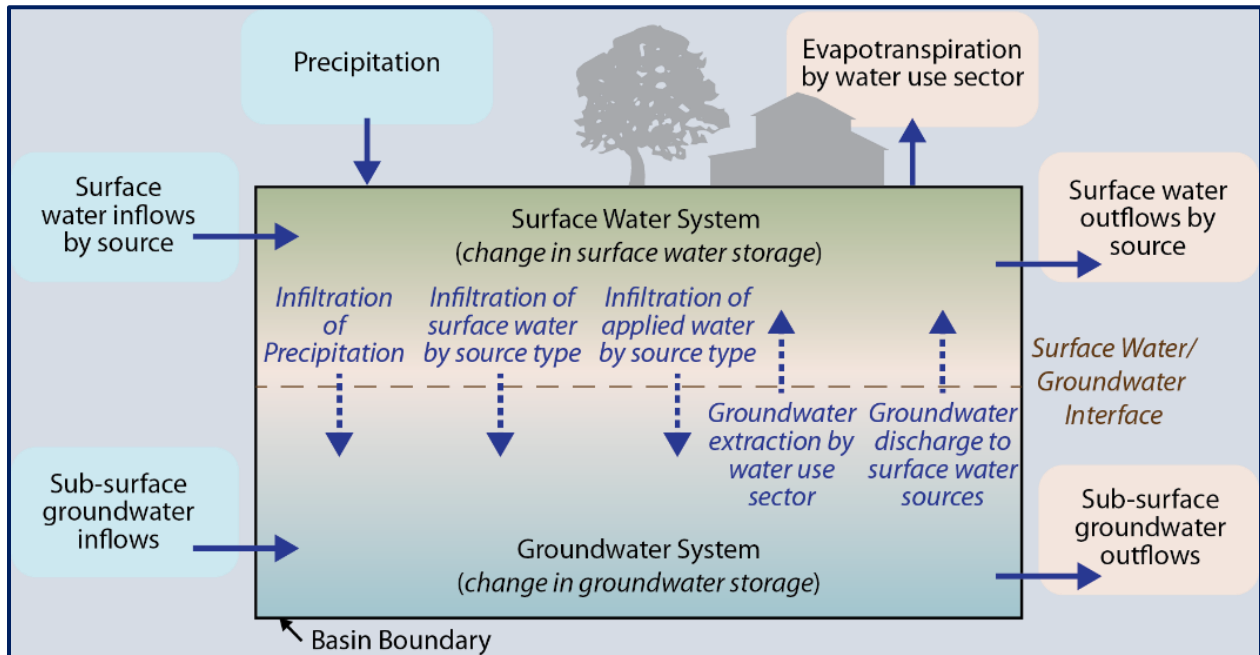 Precipitation
Evapotranspiration
by water use sector
Surface
water inflows
by source
Surface Water System
(change in surface water storage)
Surface water
outflows by
source
Infiltration
of
Precipitation
Infiltration of
surface water
by source type
Infiltration of
applied water
by source type
Surface Water/
Groundwater
Interface
Groundwater
extraction by
water use
sector
Groundwater
discharge to
surface water
sources
Sub-surface
groundwater
inflows
Groundwater System
(change in groundwater storage)
Sub-surface
groundwater
outflows
Basin Boundary